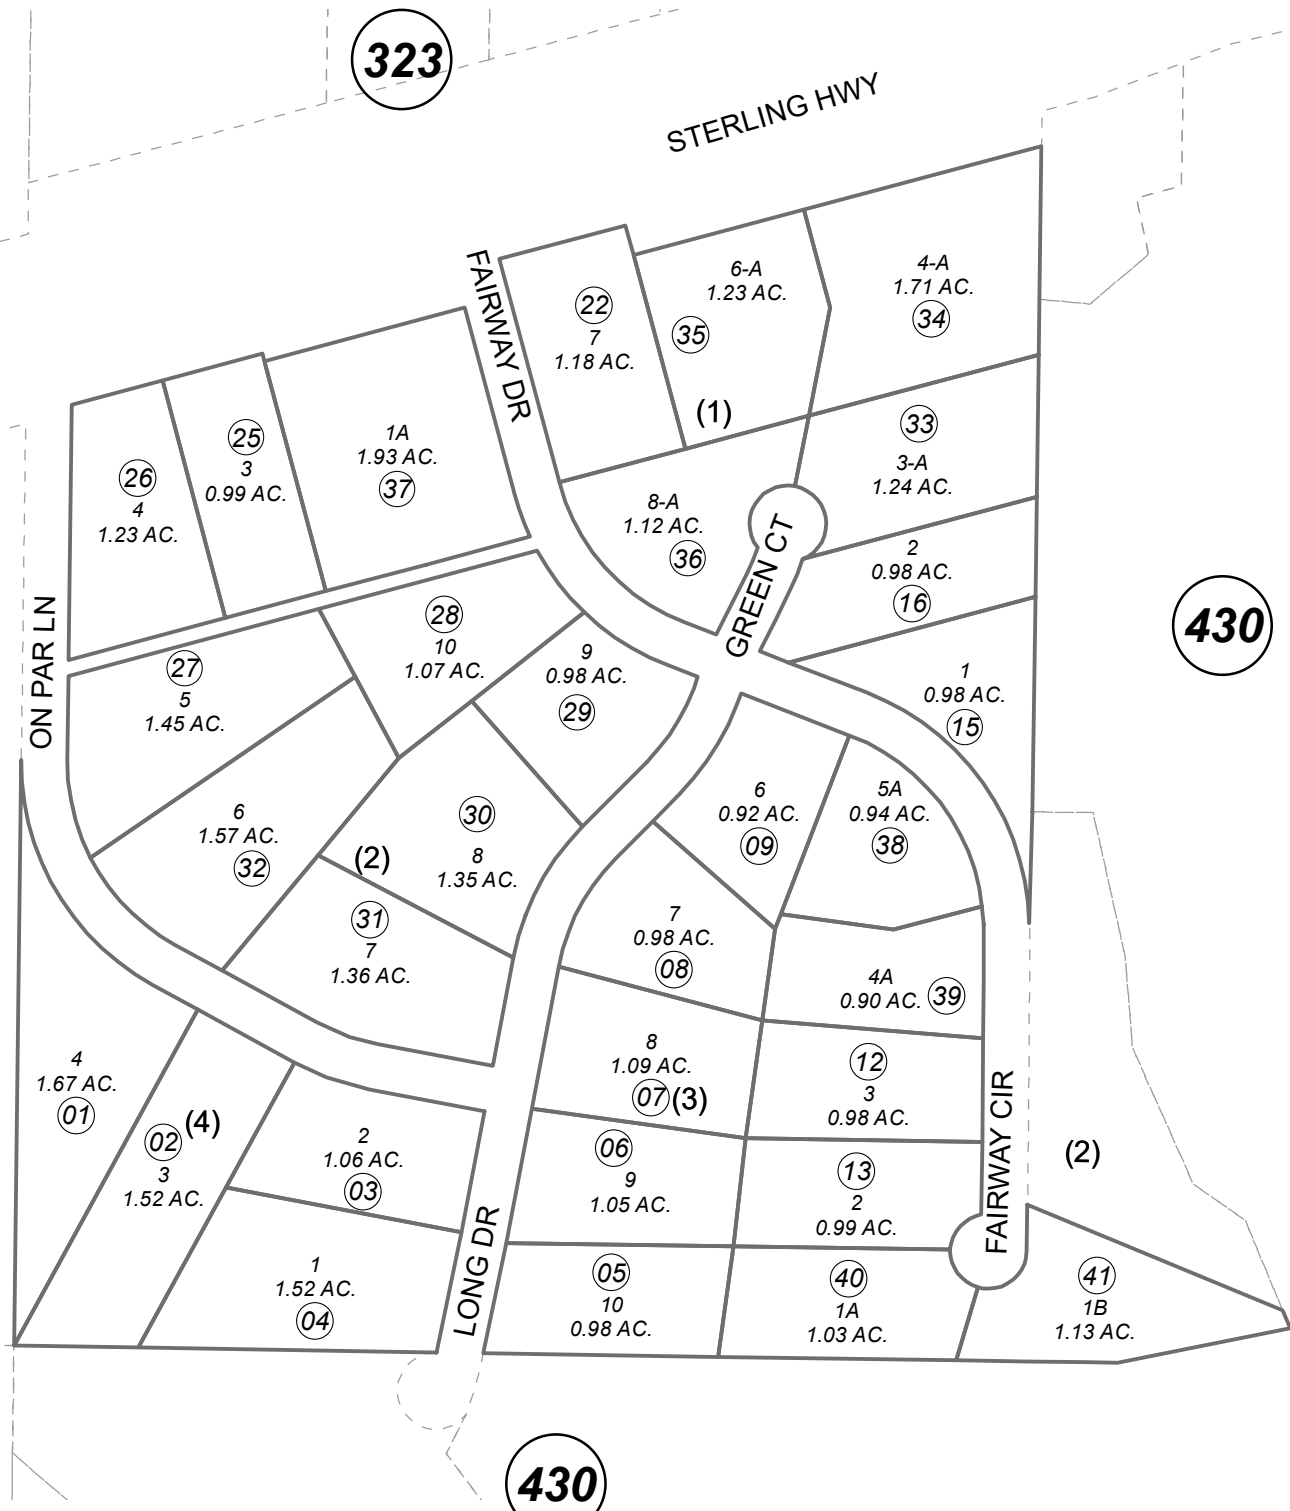 323
STERLING HWY
FAIRWAY DR
22
7
1.18 AC.
6-A
1.23 AC.
35
4-A
1.71 AC.
34
(1)
33
3-A
1.24 AC.
26
4
1.23 AC.
25
3
0.99 AC.
1A
1.93 AC.
37
8-A
1.12 AC.
36
GREEN CT
2
0.98 AC.
16
430
ON PAR LN
27
5
1.45 AC.
28
10
1.07 AC.
9
0.98 AC.
29
1
0.98 AC.
15
6
1.57 AC.
32
(2)
30
8
1.35 AC.
6
0.92 AC.
09
5A
0.94 AC.
38
31
7
1.36 AC.
7
0.98 AC.
08
4A
0.90 AC.
39
4
1.67 AC.
01
02
(4)
3
1.52 AC.
2
1.06 AC.
03
8
1.09 AC.
07
(3)
12
3
0.98 AC.
FAIRWAY CIR
(2)
06
9
1.05 AC.
13
2
0.99 AC.
1
1.52 AC.
04
LONG DR
05
10
0.98 AC.
40
1A
1.03 AC.
41
1B
1.13 AC.
430